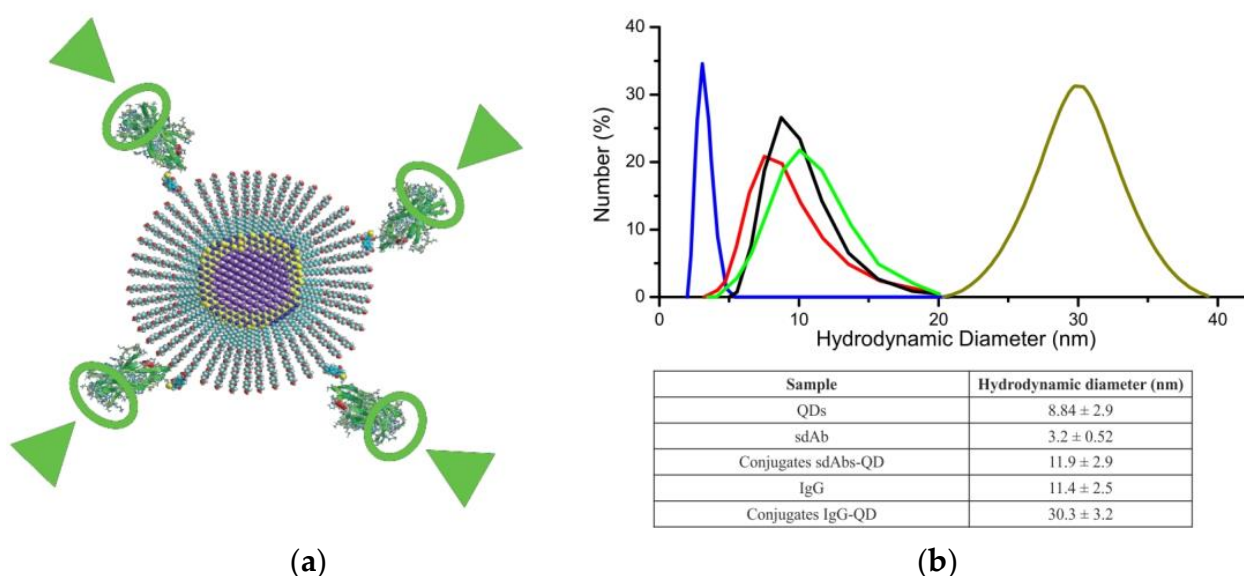 40
30
20
10
0
Number (%)
0 10 20 30 40
Hydrodynamic Diameter (nm)
Sample Hydrodynamic diameter (nm)
QDs 8.84 ± 2.9
sdAb 3.2 ± 0.52
Conjugates sdAbs-QD 11.9 ± 2.9
IgG 11.4 ± 2.5
Conjugates IgG-QD 30.3 ± 3.2
(a) (b)